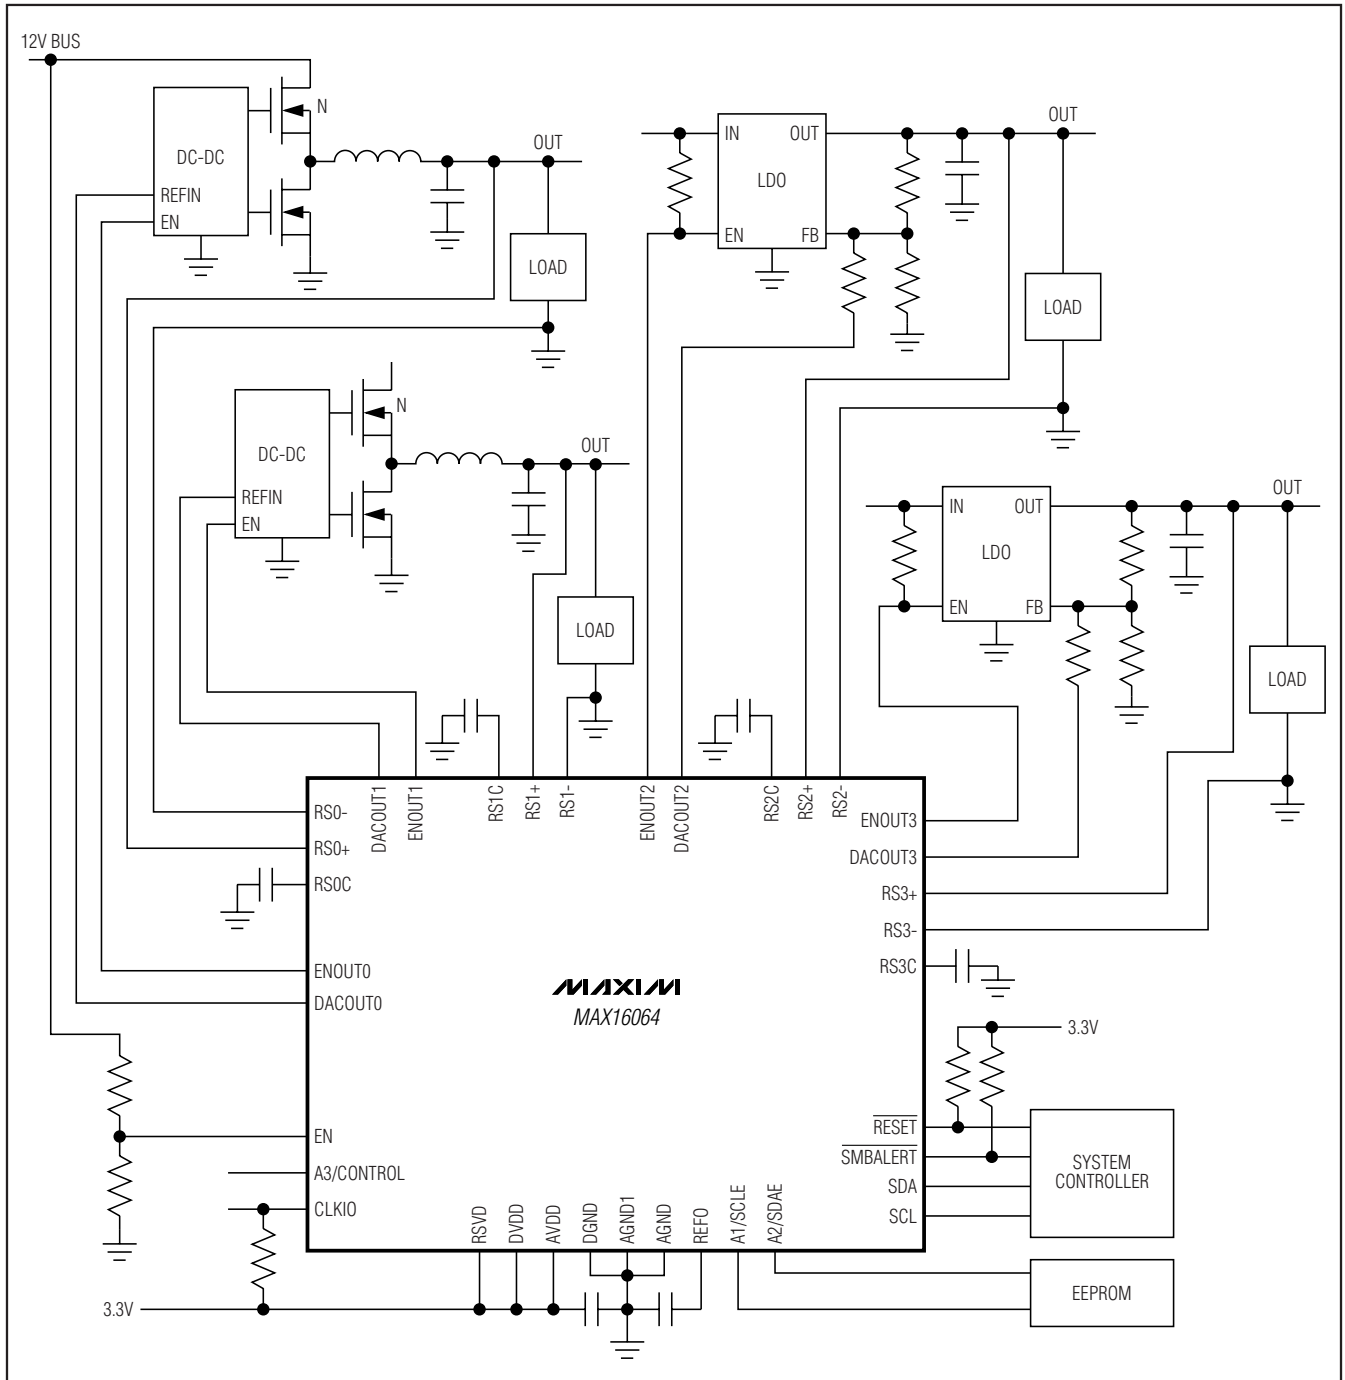 12V BUS
DC-DC
REFIN
EN
N
OUT
LOAD
IN
OUT
LDO
EN
FB
OUT
LOAD
DC-DC
REFIN
EN
N
OUT
LOAD
IN
OUT
LDO
EN
FB
OUT
LOAD
DACOUT1
ENOUT1
RS1C
RS1+
RS1-
ENOUT2
DACOUT2
RS2C
RS2+
RS2-
RS0-
RS0+
RS0C
ENOUT0
DACOUT0
EN
A3/CONTROL
CLKIO
3.3V
MAXIM
MAX16064
ENOUT3
DACOUT3
RS3+
RS3-
RS3C
3.3V
RESET
SMBALERT
SDA
SCL
SYSTEM
CONTROLLER
RSVD
DVDD
AVDD
DGND
AGND1
AGND
REFO
A1/SCLE
A2/SDAE
EEPROM